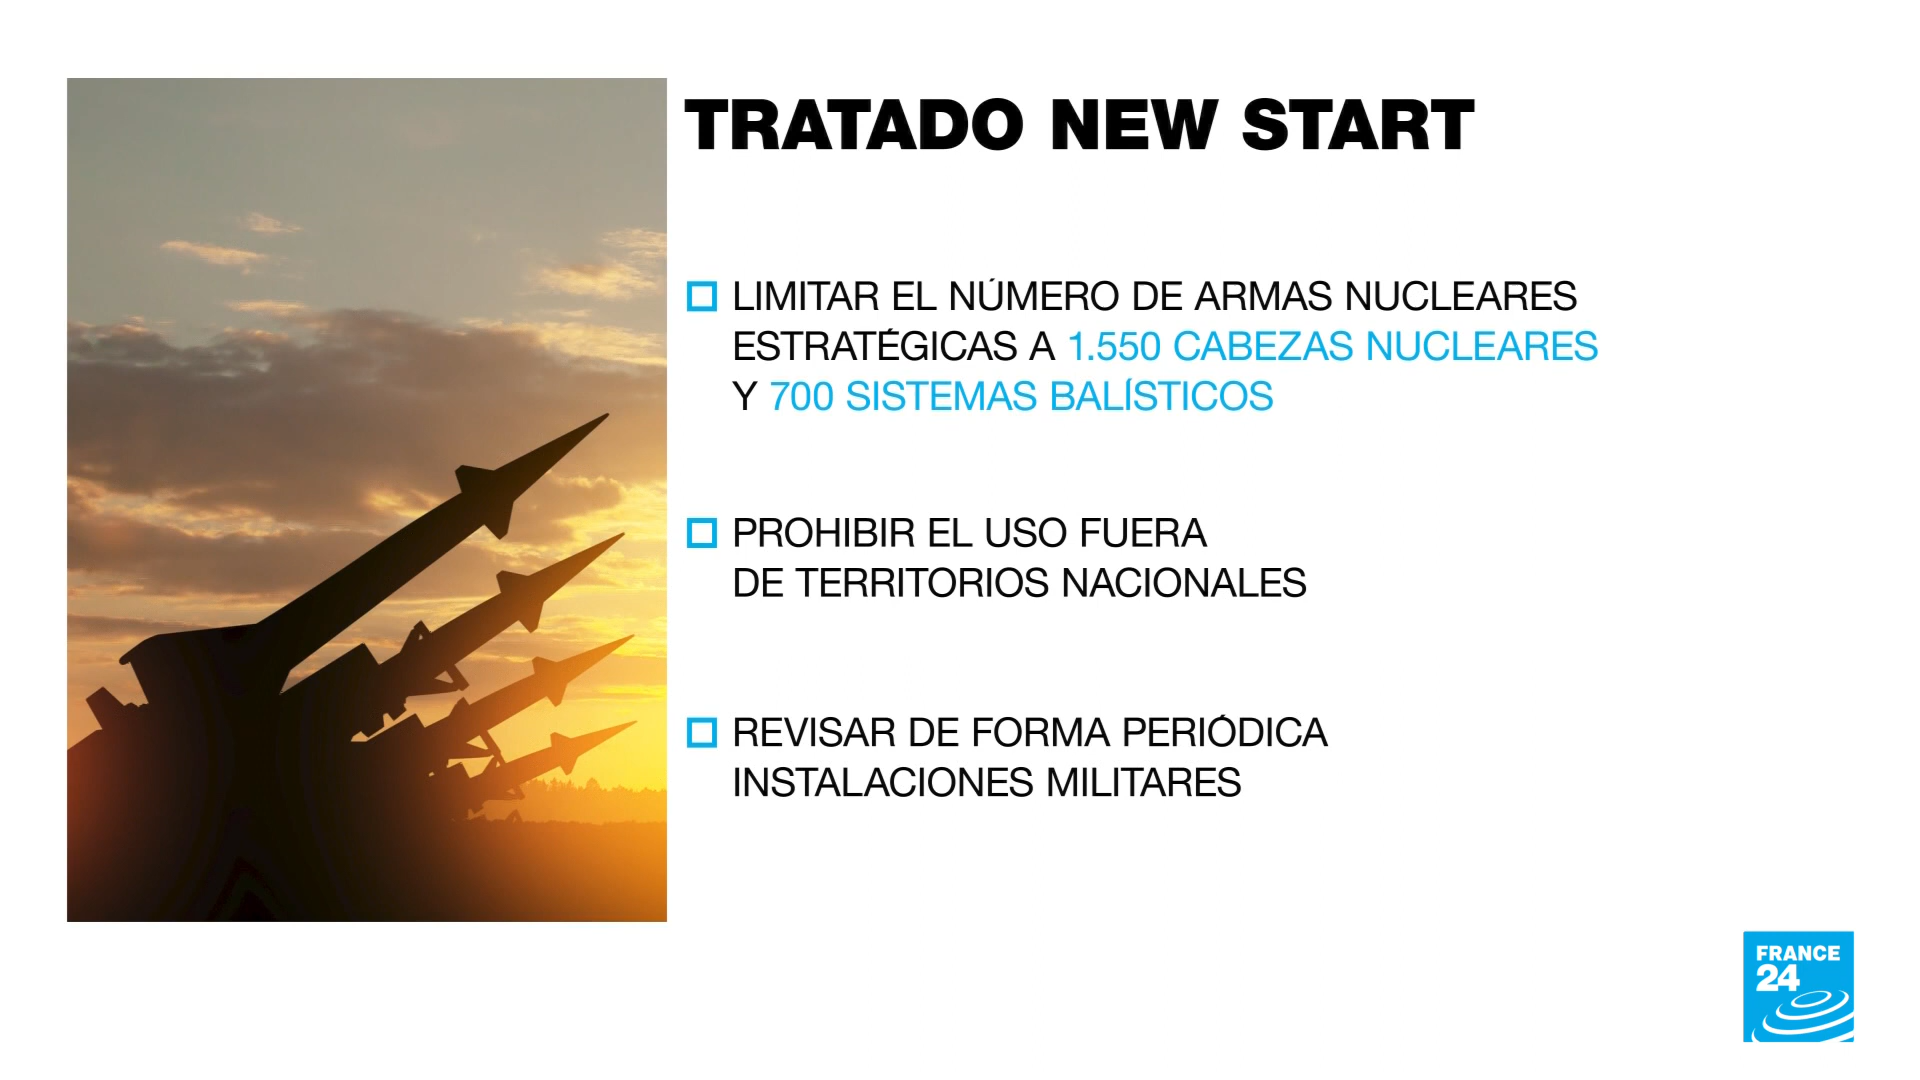 TRATADO NEW START
LIMITAR EL NÚMERO DE ARMAS NUCLEARES
ESTRATÉGICAS A 1.550 CABEZAS NUCLEARES
Y 700 SISTEMAS BALÍSTICOS
PROHIBIR EL USO FUERA
DE TERRITORIOS NACIONALES
REVISAR DE FORMA PERIÓDICA
INSTALACIONES MILITARES
FRANCE
24